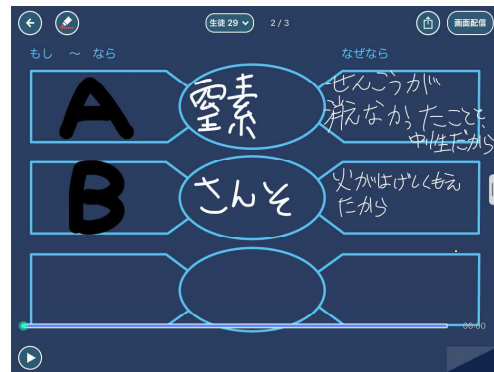 生徒 29
2 / 3
画面配信
もし ～ なら
なぜなら
A
窒素
せんこうが
消えなかったことと、
中性だから
B
さんそ
火がはげしくもえ
たから
00:00